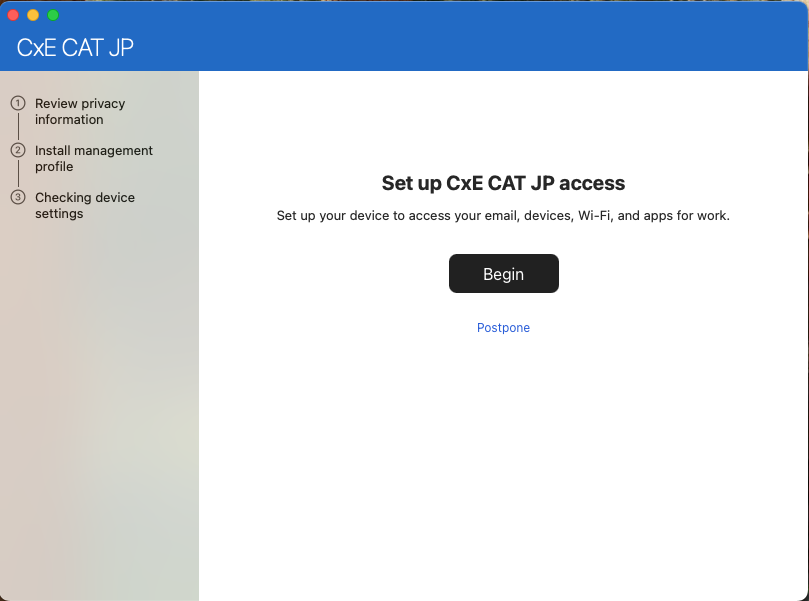 CxE CAT JP
1 Review privacy
information
2 Install management
profile
3 Checking device
settings
Set up CxE CAT JP access
Set up your device to access your email, devices, Wi-Fi, and apps for work.
Begin
Postpone